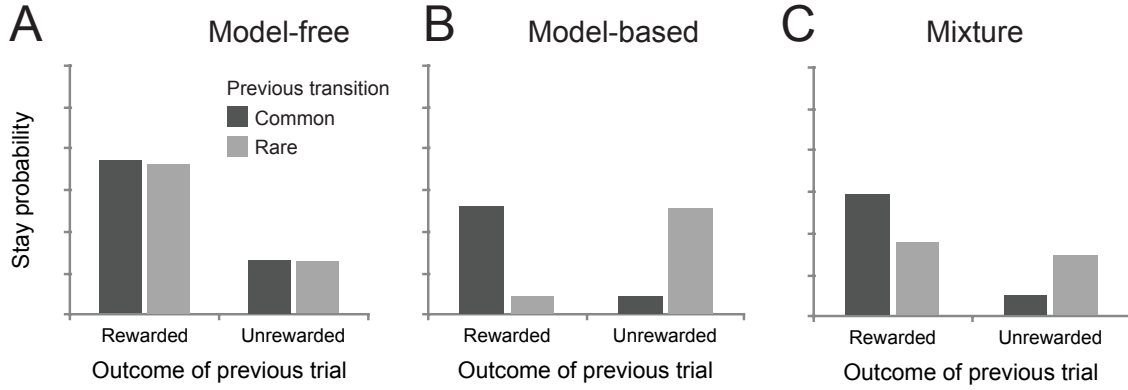 A
Model-free
B
Model-based
C
Mixture
Stay probability
Previous transition
Common
Rare
Rewarded
Unrewarded
Outcome of previous trial
Rewarded
Unrewarded
Outcome of previous trial
Rewarded
Unrewarded
Outcome of previous trial